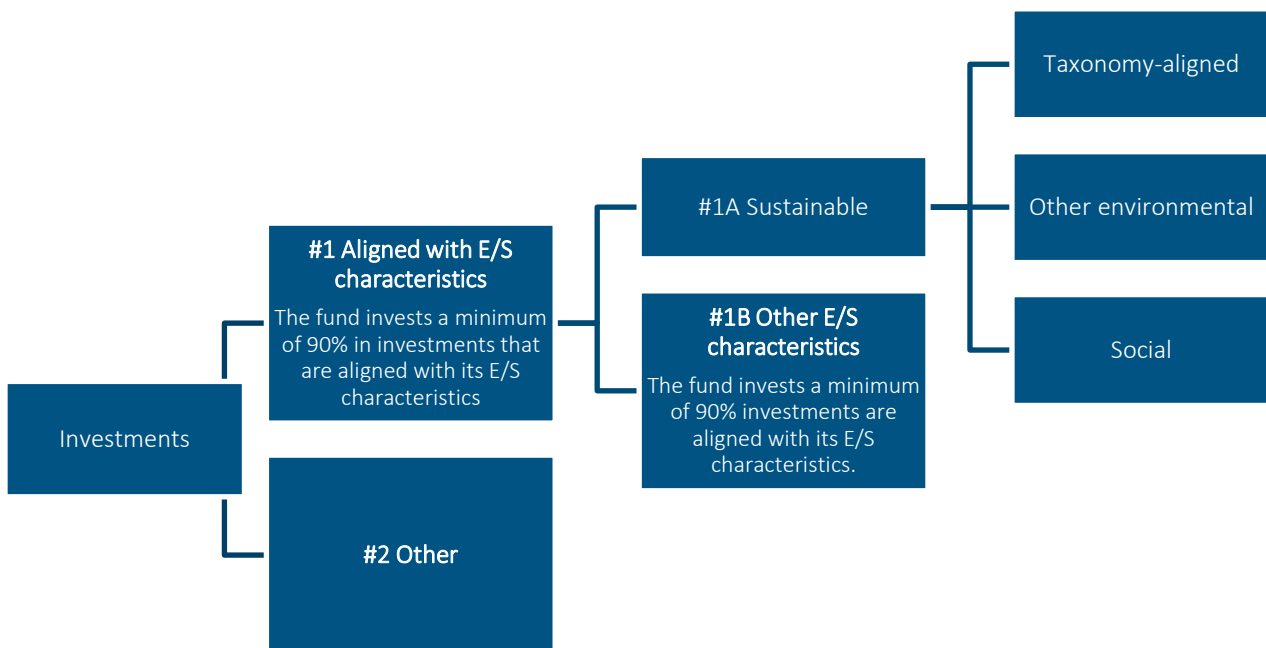 Investments
#1 Aligned with E/S
characteristics
The fund invests a minimum
of 90% in investments that
are aligned with its E/S
characteristics
#2 Other
#1A Sustainable
#1B Other E/S
characteristics
The fund invests a minimum
of 90% investments are
aligned with its E/S
characteristics.
Taxonomy-aligned
Other environmental
Social